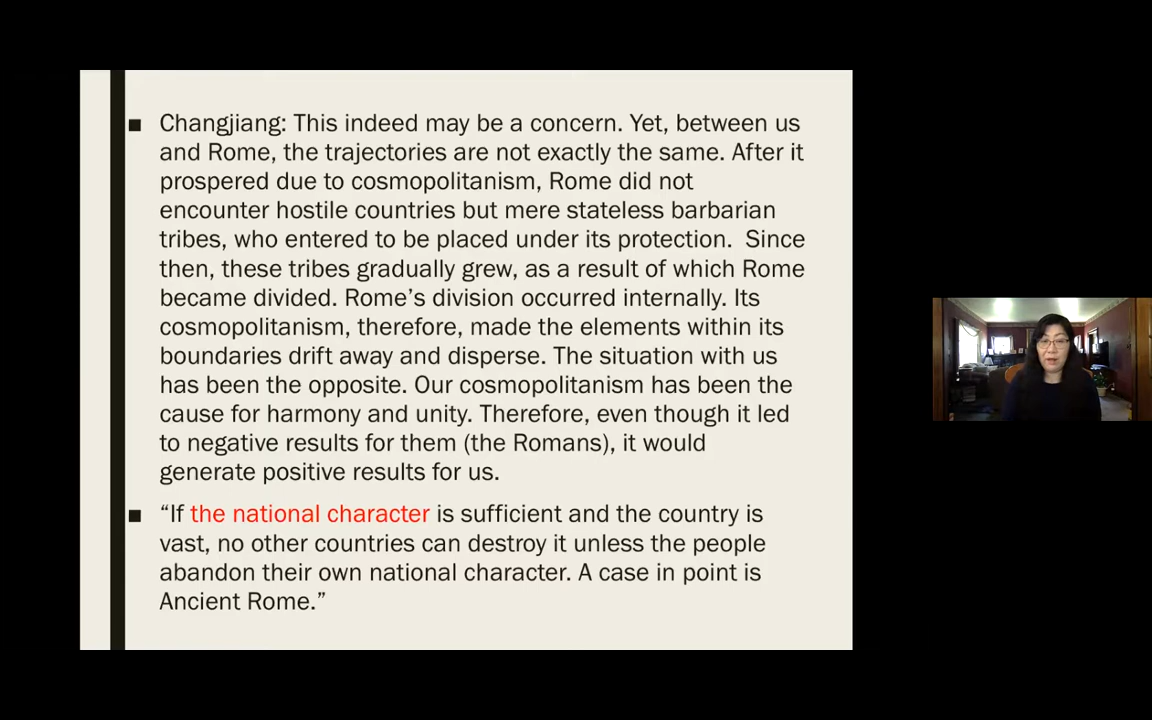 ■ Changjiang: This indeed may be a concern. Yet, between us
and Rome, the trajectories are not exactly the same. After it
prospered due to cosmopolitanism, Rome did not
encounter hostile countries but mere stateless barbarian
tribes, who entered to be placed under its protection.  Since
then, these tribes gradually grew, as a result of which Rome
became divided. Rome’s division occurred internally. Its
cosmopolitanism, therefore, made the elements within its
boundaries drift away and disperse. The situation with us
has been the opposite. Our cosmopolitanism has been the
cause for harmony and unity. Therefore, even though it led
to negative results for them (the Romans), it would
generate positive results for us.
■ “If the national character is sufficient and the country is
vast, no other countries can destroy it unless the people
abandon their own national character. A case in point is
Ancient Rome.”